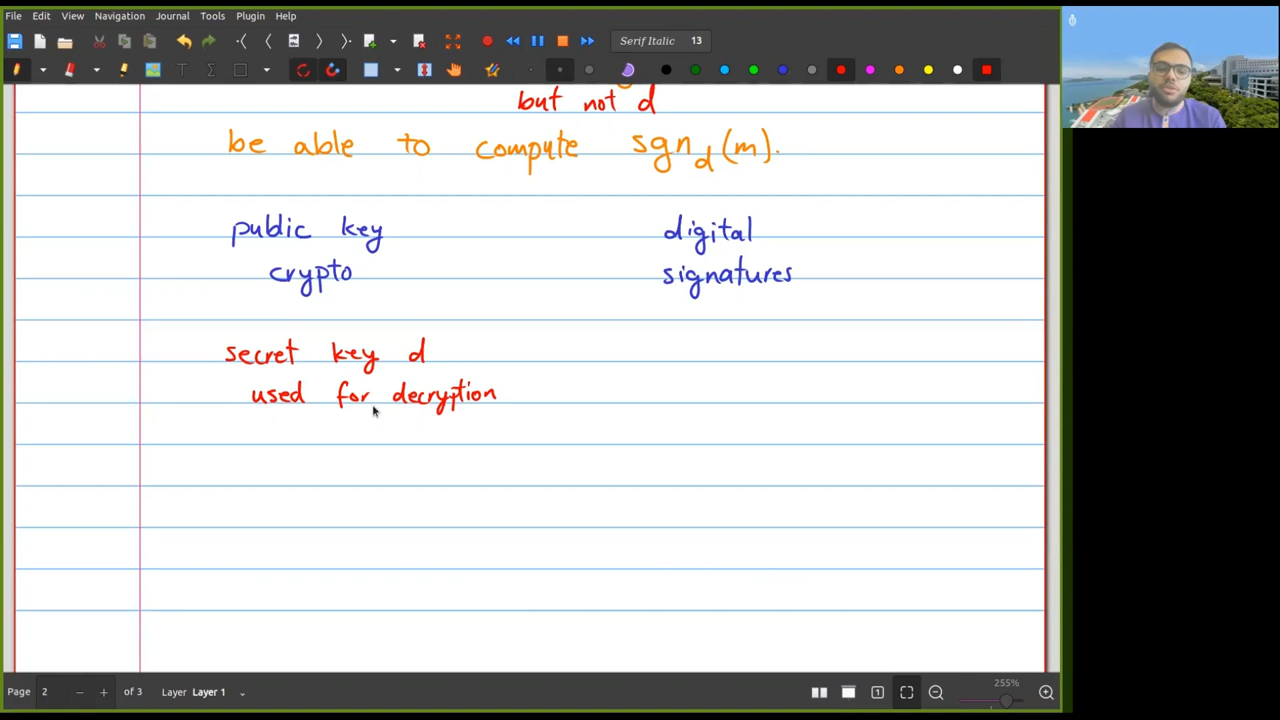 File Edit View Navigation Journal Tools Plugin Help
Serif Italic 13
but not d
be able to compute sgn_d(m).
public key
crypto
digital
signatures
secret key d
used for decryption
Page 2 of 3 Layer Layer 1
255%